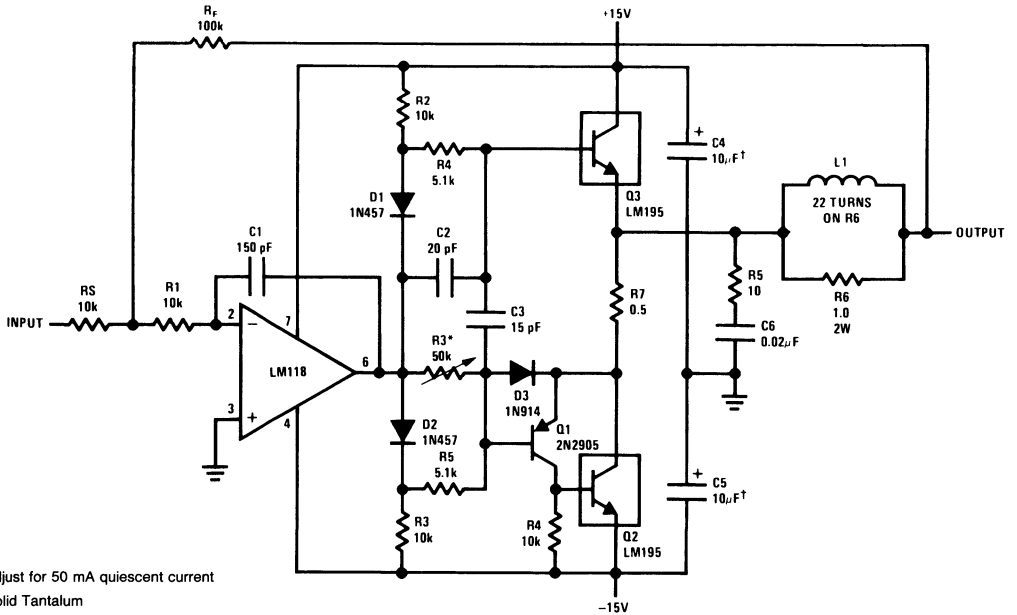 R_F
100k
+15V
R2
10k
R4
5.1k
C4
10μF†
+
D1
1N457
Q3
LM195
L1
22 TURNS
ON R6
C1
150 pF
C2
20 pF
OUTPUT
RS
10k
R1
10k
R5
10
R7
0.5
R6
1.0
2W
C3
15 pF
INPUT
2
−
7
C6
0.02μF
R3*
50k
6
LM118
D3
1N914
3
+
4
D2
1N457
Q1
2N2905
R5
5.1k
+
C5
10μF†
R3
10k
R4
10k
Q2
LM195
just for 50 mA quiescent current
olid Tantalum
−15V